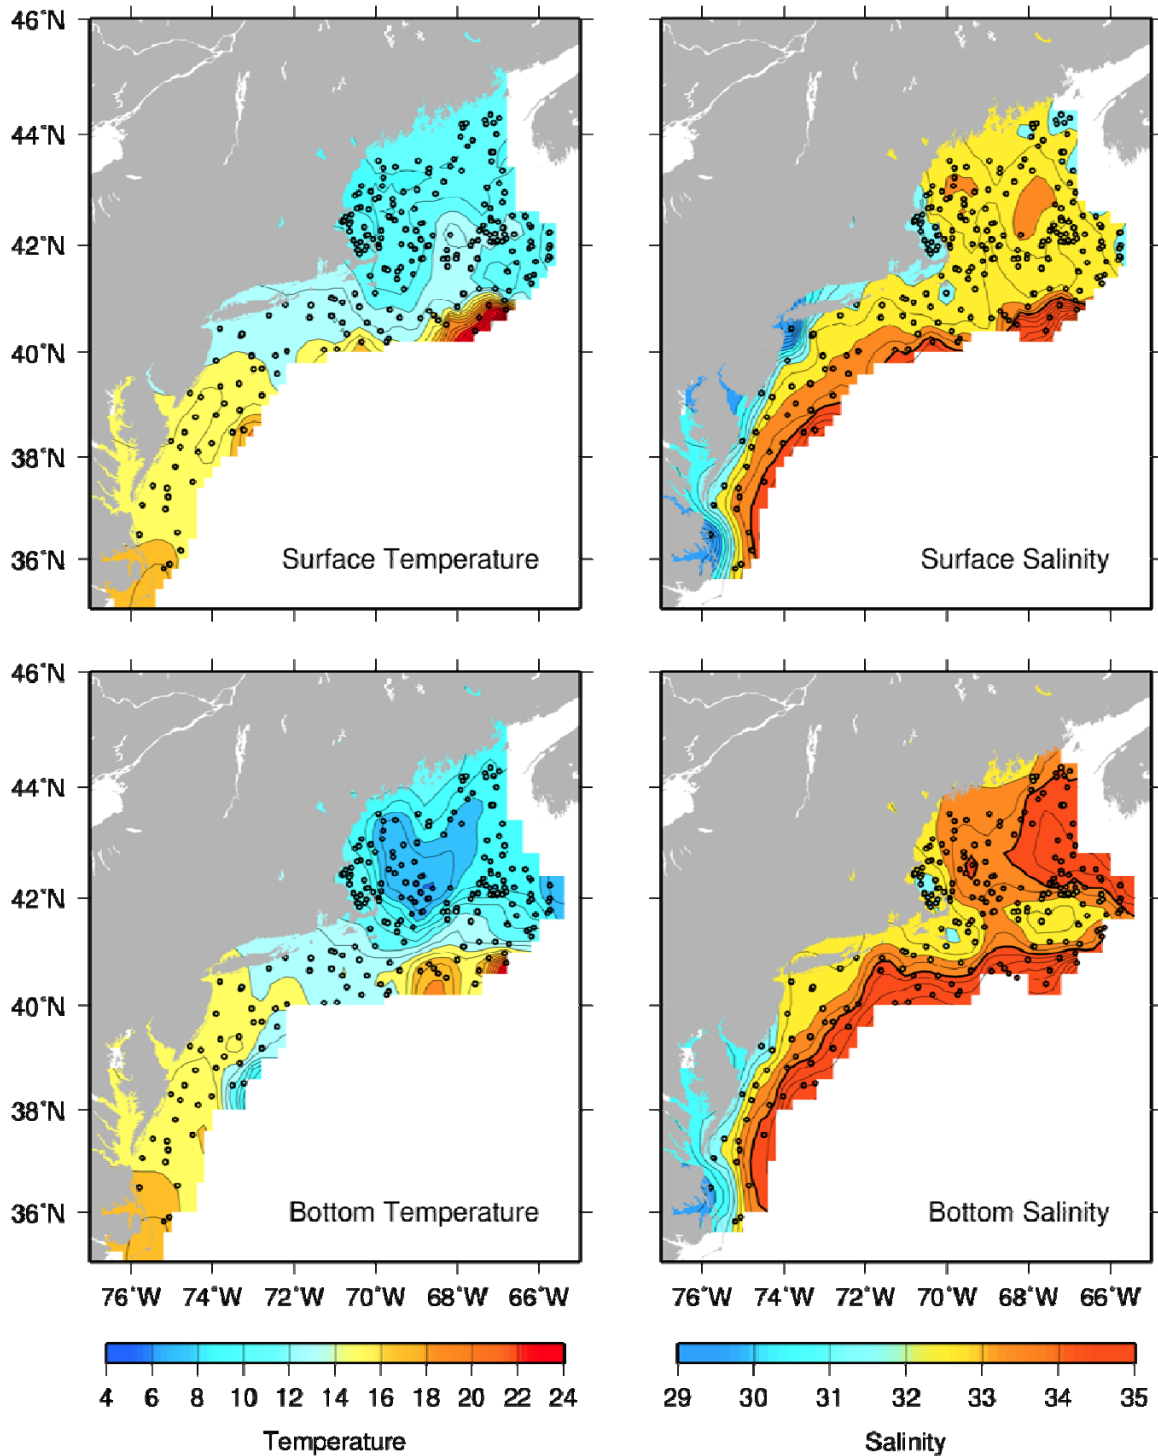 46°N
44°N
42°N
40°N
38°N
36°N
Surface Temperature
Surface Salinity
46°N
44°N
42°N
40°N
38°N
36°N
Bottom Temperature
Bottom Salinity
76°W 74°W 72°W 70°W 68°W 66°W
76°W 74°W 72°W 70°W 68°W 66°W
4 6 8 10 12 14 16 18 20 22 24
29 30 31 32 33 34 35
Temperature
Salinity